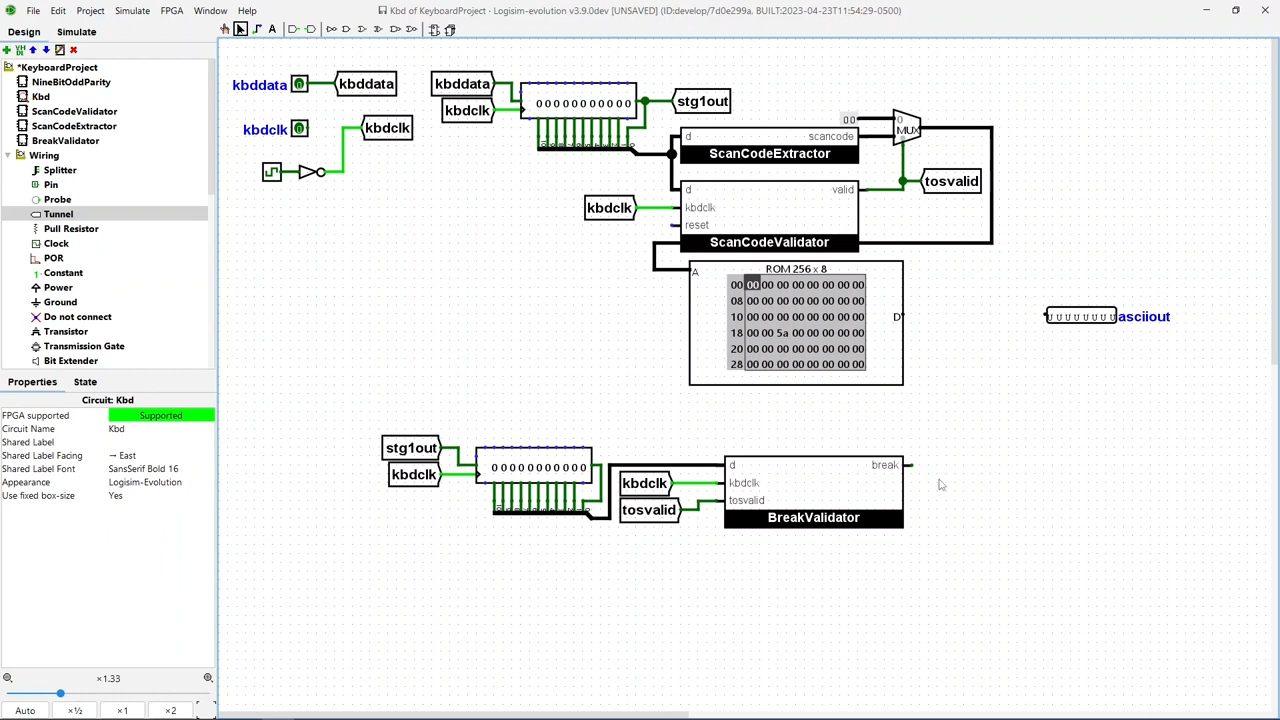 Kbd of KeyboardProject - Logisim-evolution v3.9.0dev [UNSAVED] (ID:develop/7d0e299a, BUILT:2023-04-23T11:54:29-0500)
File Edit Project Simulate FPGA Window Help
Design Simulate
*KeyboardProject
NineBitOddParity
Kbd
ScanCodeValidator
ScanCodeExtractor
BreakValidator
Wiring
Splitter
Pin
Probe
Tunnel
Pull Resistor
Clock
POR
Constant
Power
Ground
Do not connect
Transistor
Transmission Gate
Bit Extender
Properties State
Circuit: Kbd
FPGA supported Supported
Circuit Name Kbd
Shared Label
Shared Label Facing → East
Shared Label Font SansSerif Bold 16
Appearance Logisim-Evolution
Use fixed box-size Yes
×1.33
Auto ×½ ×1 ×2
kbddata 0 kbddata
kbdclk 0 kbdclk
kbddata
kbdclk
0 0 0 0 0 0 0 0 0 0 0
stg1out
d scancode
ScanCodeExtractor
00
0
MUX
tosvalid
kbdclk
d valid
kbdclk
reset
ScanCodeValidator
ROM 256 x 8
A
D
00 00 00 00 00 00 00 00 00
08 00 00 00 00 00 00 00 00
10 00 00 00 00 00 00 00 00
18 00 00 5a 00 00 00 00 00
20 00 00 00 00 00 00 00 00
28 00 00 00 00 00 00 00 00
U U U U U U U U asciiout
stg1out
kbdclk
0 0 0 0 0 0 0 0 0 0 0
kbdclk
tosvalid
d break
kbdclk
tosvalid
BreakValidator